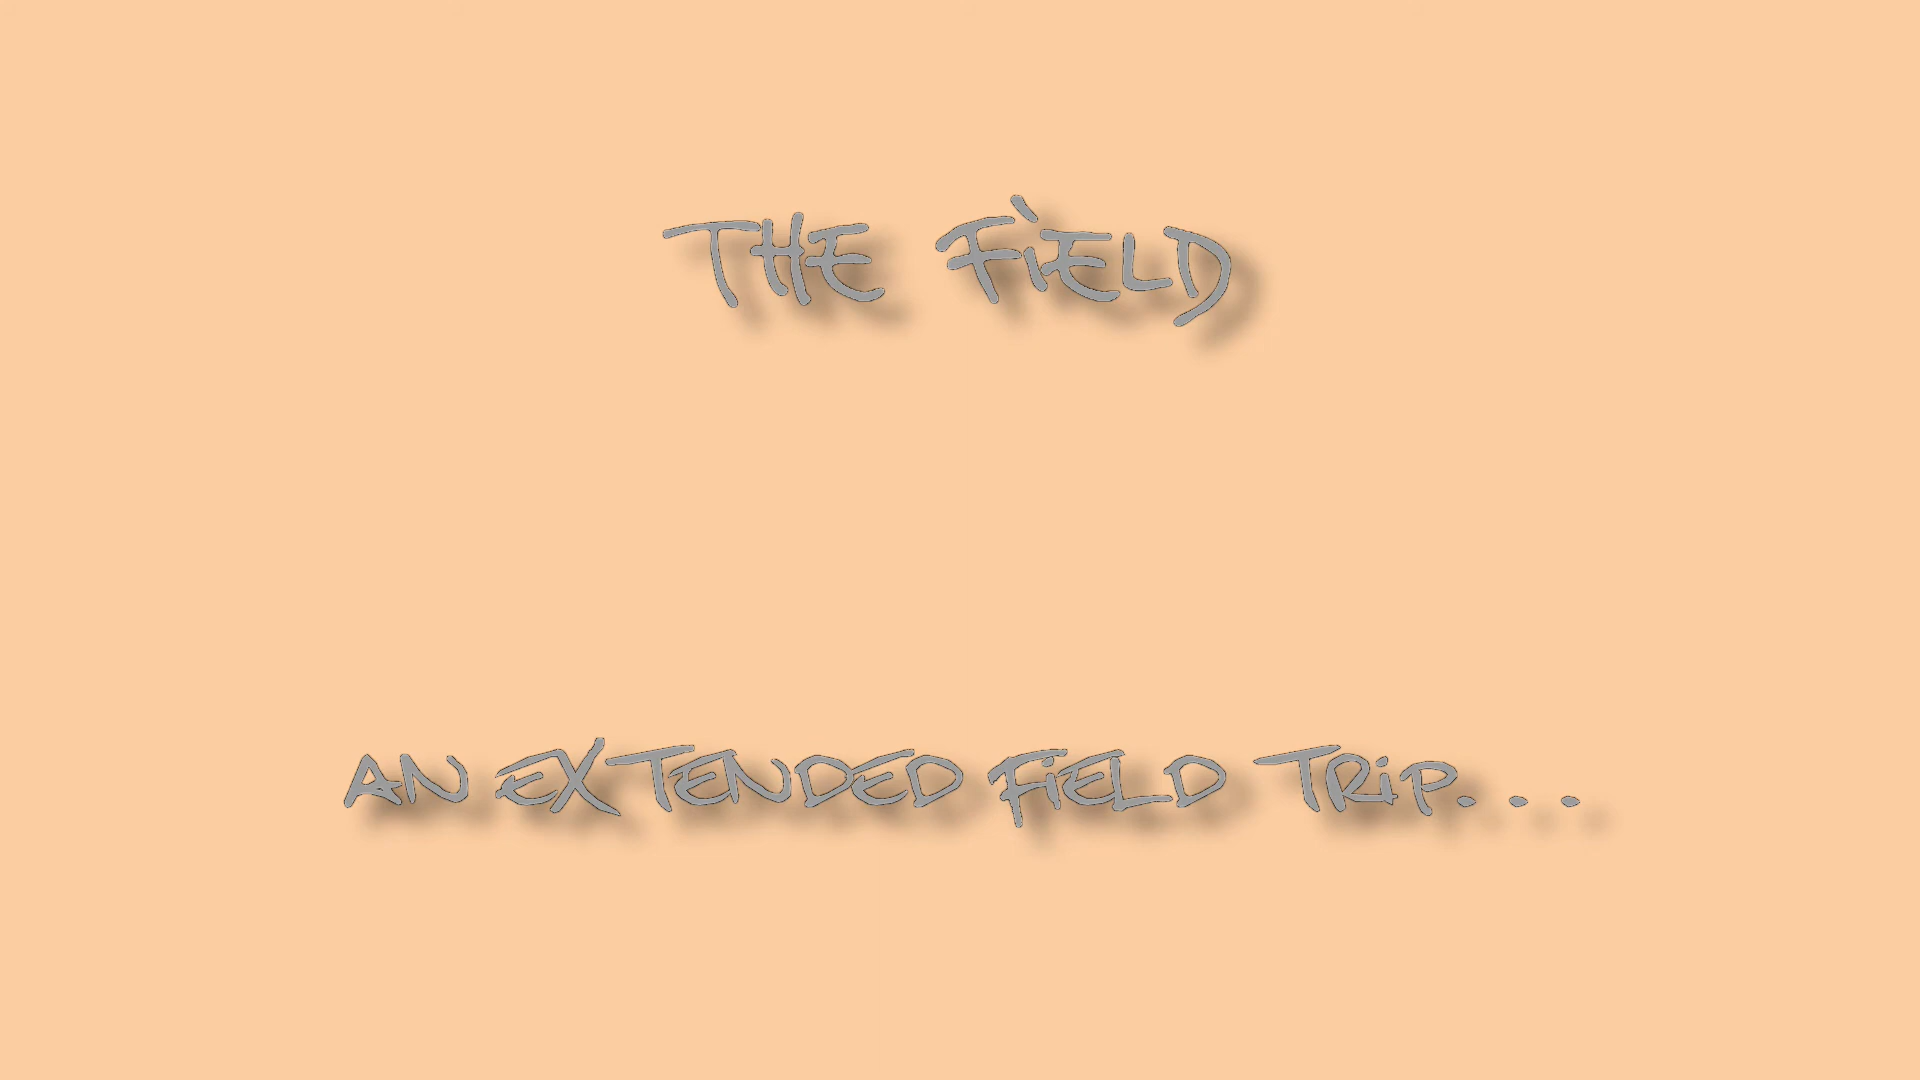 THE FiELD
AN EXTENDED FiELD TRiP. . .